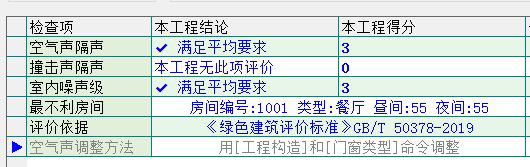 检查项 本工程结论 本工程得分
空气声隔声 ✔ 满足平均要求 3
撞击声隔声 本工程无此项评价 0
室内噪声级 ✔ 满足平均要求 3
最不利房间 房间编号:1001 类型:餐厅 昼间:55 夜间:55
评价依据 《绿色建筑评价标准》GB/T 50378-2019
空气声调整方法 用[工程构造]和[门窗类型]命令调整